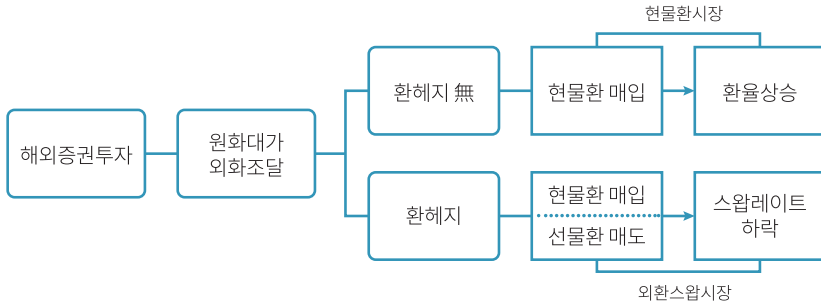 현물환시장
환헤지 無
현물환 매입
환율상승
해외증권투자
원화대가
외화조달
환헤지
현물환 매입
선물환 매도
스왑레이트
하락
외환스왑시장